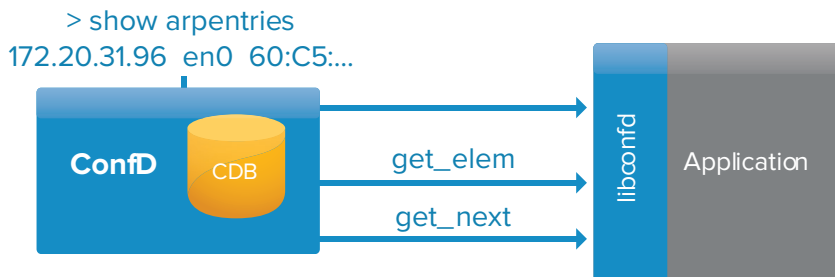 > show arpentries
172.20.31.96 en0 60:C5:...
ConfD
CDB
get_elem
get_next
libconfd
Application